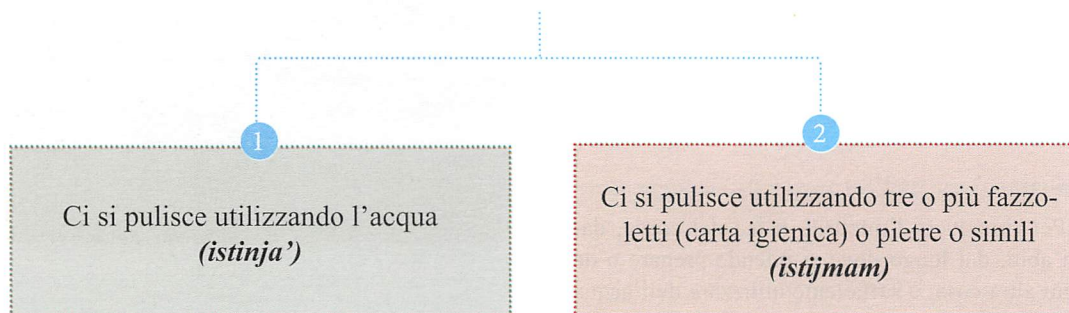 1
Ci si pulisce utilizzando l’acqua
(istinja’)
2
Ci si pulisce utilizzando tre o più fazzo-
letti (carta igienica) o pietre o simili
(istijmam)